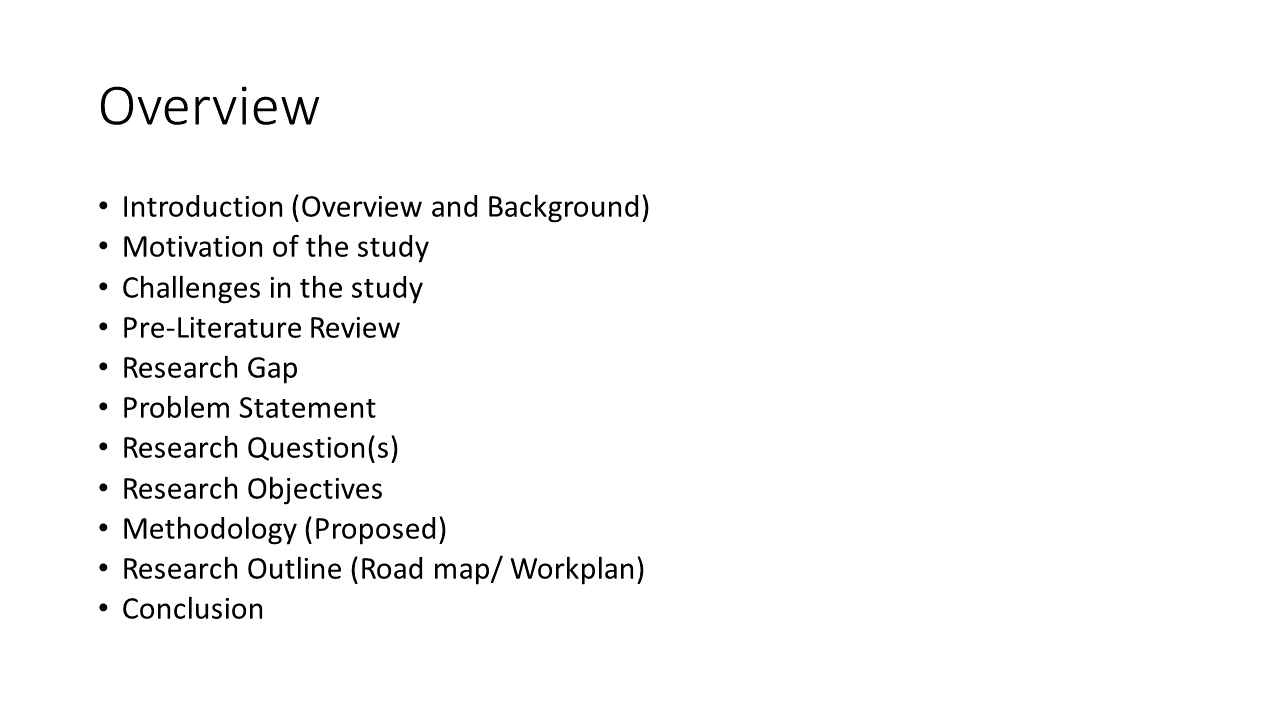 Overview
• Introduction (Overview and Background)
• Motivation of the study
• Challenges in the study
• Pre-Literature Review
• Research Gap
• Problem Statement
• Research Question(s)
• Research Objectives
• Methodology (Proposed)
• Research Outline (Road map/ Workplan)
• Conclusion